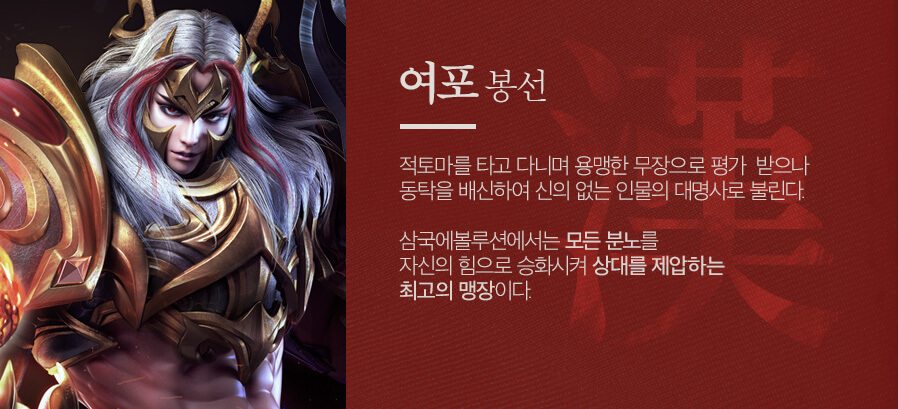 여포 봉선
적토마를 타고 다니며 용맹한 무장으로 평가 받으나
동탁을 배신하여 신의 없는 인물의 대명사로 불린다.
삼국에볼루션에서는 모든 분노를
자신의 힘으로 승화시켜 상대를 제압하는
최고의 맹장이다.
漢